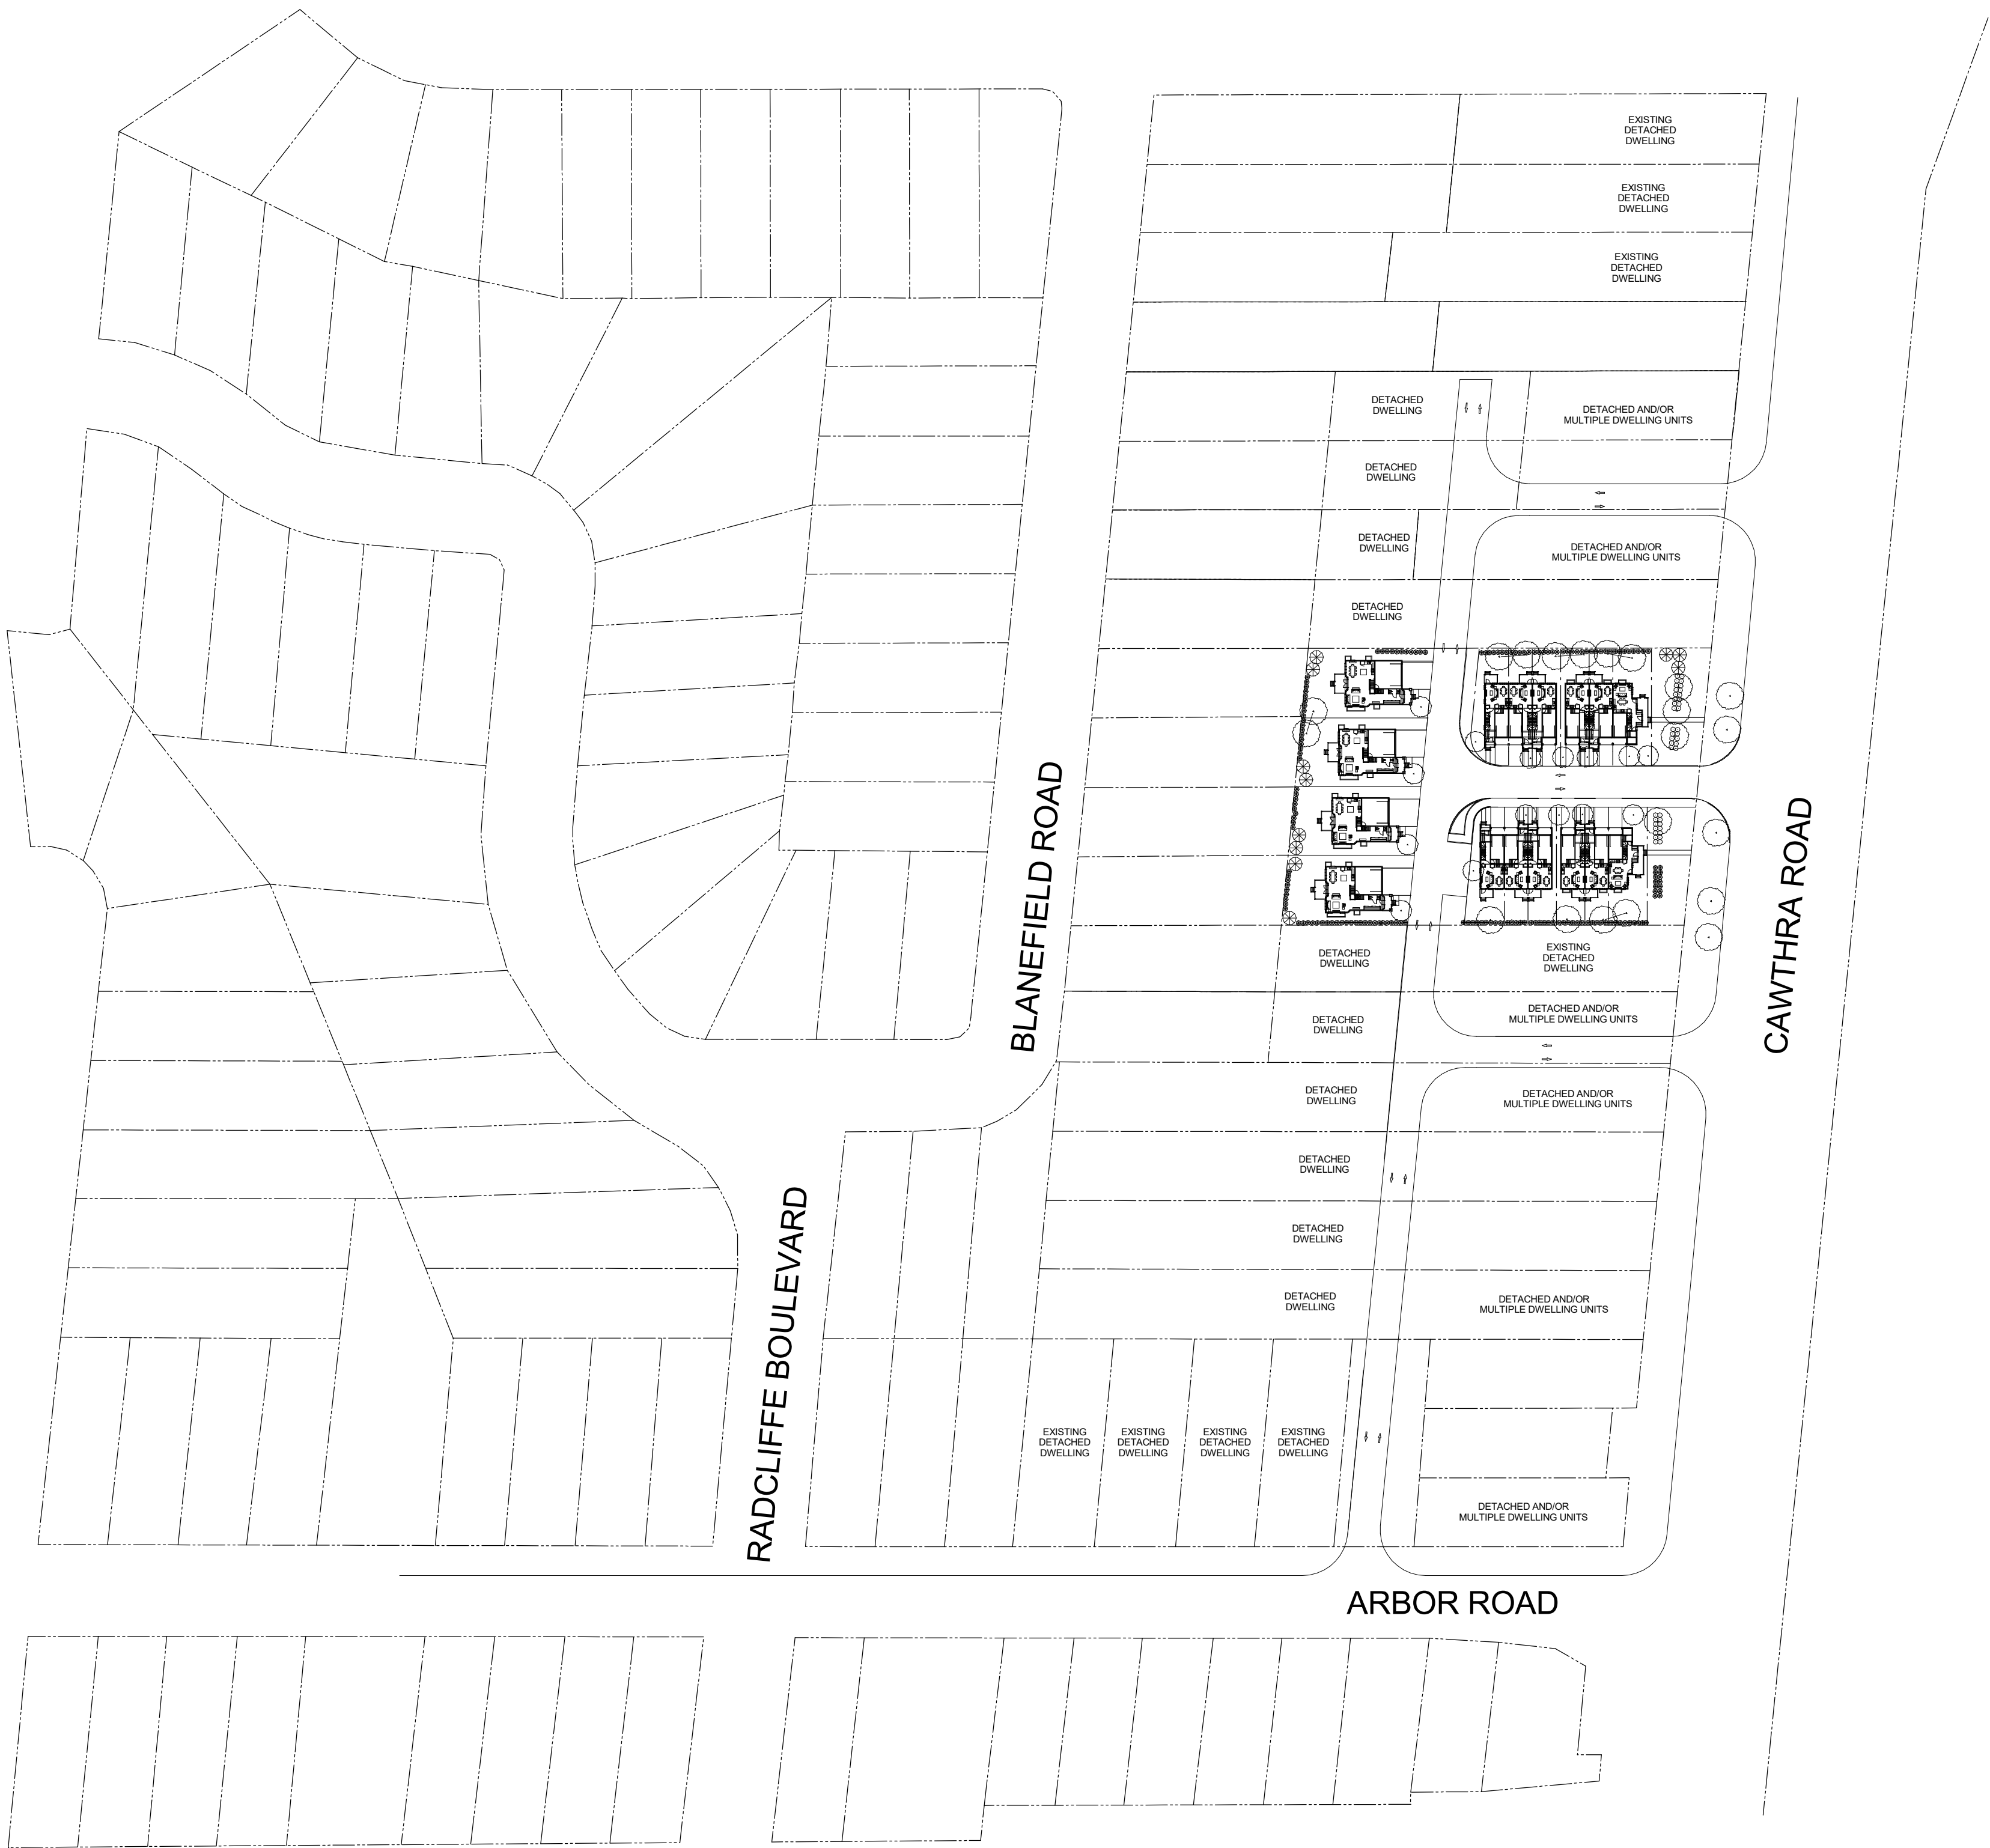 EXISTING
DETACHED
DWELLING
EXISTING
DETACHED
DWELLING
EXISTING
DETACHED
DWELLING
DETACHED
DWELLING
DETACHED AND/OR
MULTIPLE DWELLING UNITS
DETACHED
DWELLING
DETACHED
DWELLING
DETACHED AND/OR
MULTIPLE DWELLING UNITS
DETACHED
DWELLING
BLANEFIELD ROAD
CAWTHRA ROAD
DETACHED
DWELLING
EXISTING
DETACHED
DWELLING
DETACHED
DWELLING
DETACHED AND/OR
MULTIPLE DWELLING UNITS
DETACHED
DWELLING
DETACHED AND/OR
MULTIPLE DWELLING UNITS
DETACHED
DWELLING
DETACHED
DWELLING
DETACHED
DWELLING
DETACHED AND/OR
MULTIPLE DWELLING UNITS
RADCLIFFE BOULEVARD
EXISTING
DETACHED
DWELLING
EXISTING
DETACHED
DWELLING
EXISTING
DETACHED
DWELLING
EXISTING
DETACHED
DWELLING
DETACHED AND/OR
MULTIPLE DWELLING UNITS
ARBOR ROAD